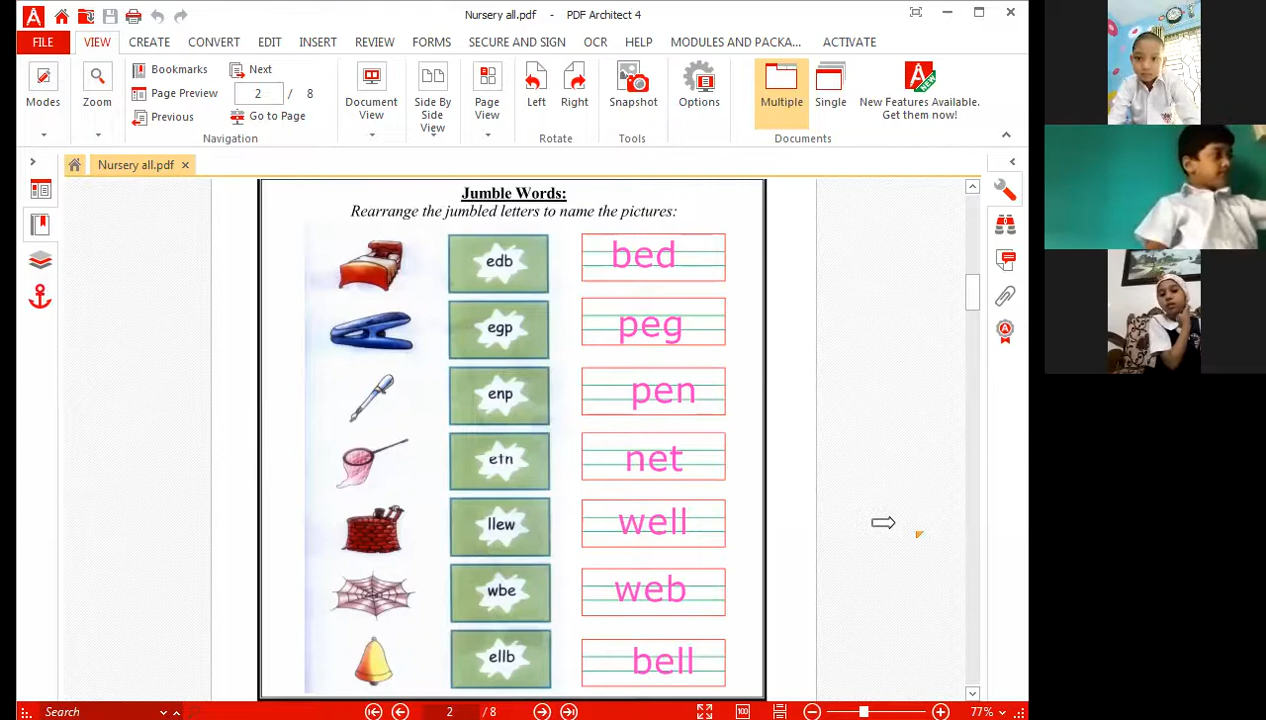 Nursery all.pdf - PDF Architect 4
FILE VIEW CREATE CONVERT EDIT INSERT REVIEW FORMS SECURE AND SIGN OCR HELP MODULES AND PACKA... ACTIVATE
Modes
Zoom
Bookmarks
Page Preview
Previous
Next
2 / 8
Go to Page
Navigation
Document View
Side By Side View
Page View
Left
Right
Rotate
Snapshot
Tools
Options
Multiple
Single
Documents
New Features Available.
Get them now!
NEW
Nursery all.pdf
Jumble Words:
Rearrange the jumbled letters to name the pictures:
edb bed
egp peg
enp pen
etn net
llew well
wbe web
ellb bell
Search
2 / 8
100
77%